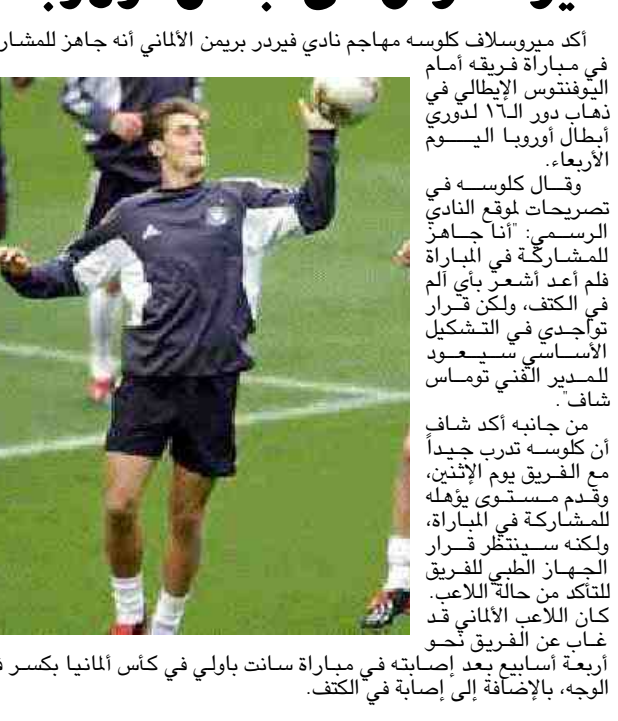 أكد ميروسلاف كلوسه مهاجم نادي فيردر بريمن الألماني أنه جاهز
في مباراة فريقه أمام
اليوفنتوس الإيطالي في
ذهاب دور الـ١٦ لدوري
أبطال أوروبا اليوم
الأربعاء.
وقال كلوسه في
تصريحات لموقع النادي
الرسمي: "أنا جاهز
للمشاركة في المباراة
فلم أعد أشعر بأي ألم
في الكتف، ولكن قرار
تواجدي في التشكيل
الأساسي سيعود
للمدير الفني توماس
شاف".
من جانبه أكد شاف
أن كلوسه تدرب جيداً
مع الفريق يوم الإثنين،
وقدم مستوى يؤهله
للمشاركة في المباراة،
ولكنه سينتظر قرار
الجهاز الطبي للفريق
للتأكد من حالة اللاعب.
كان اللاعب الألماني قد
غاب عن الفريق نحو
أربعة أسابيع بعد إصابته في مباراة سانت باولي في كأس ألمانيا بكسر
الوجه، بالإضافة إلى إصابة في الكتف.